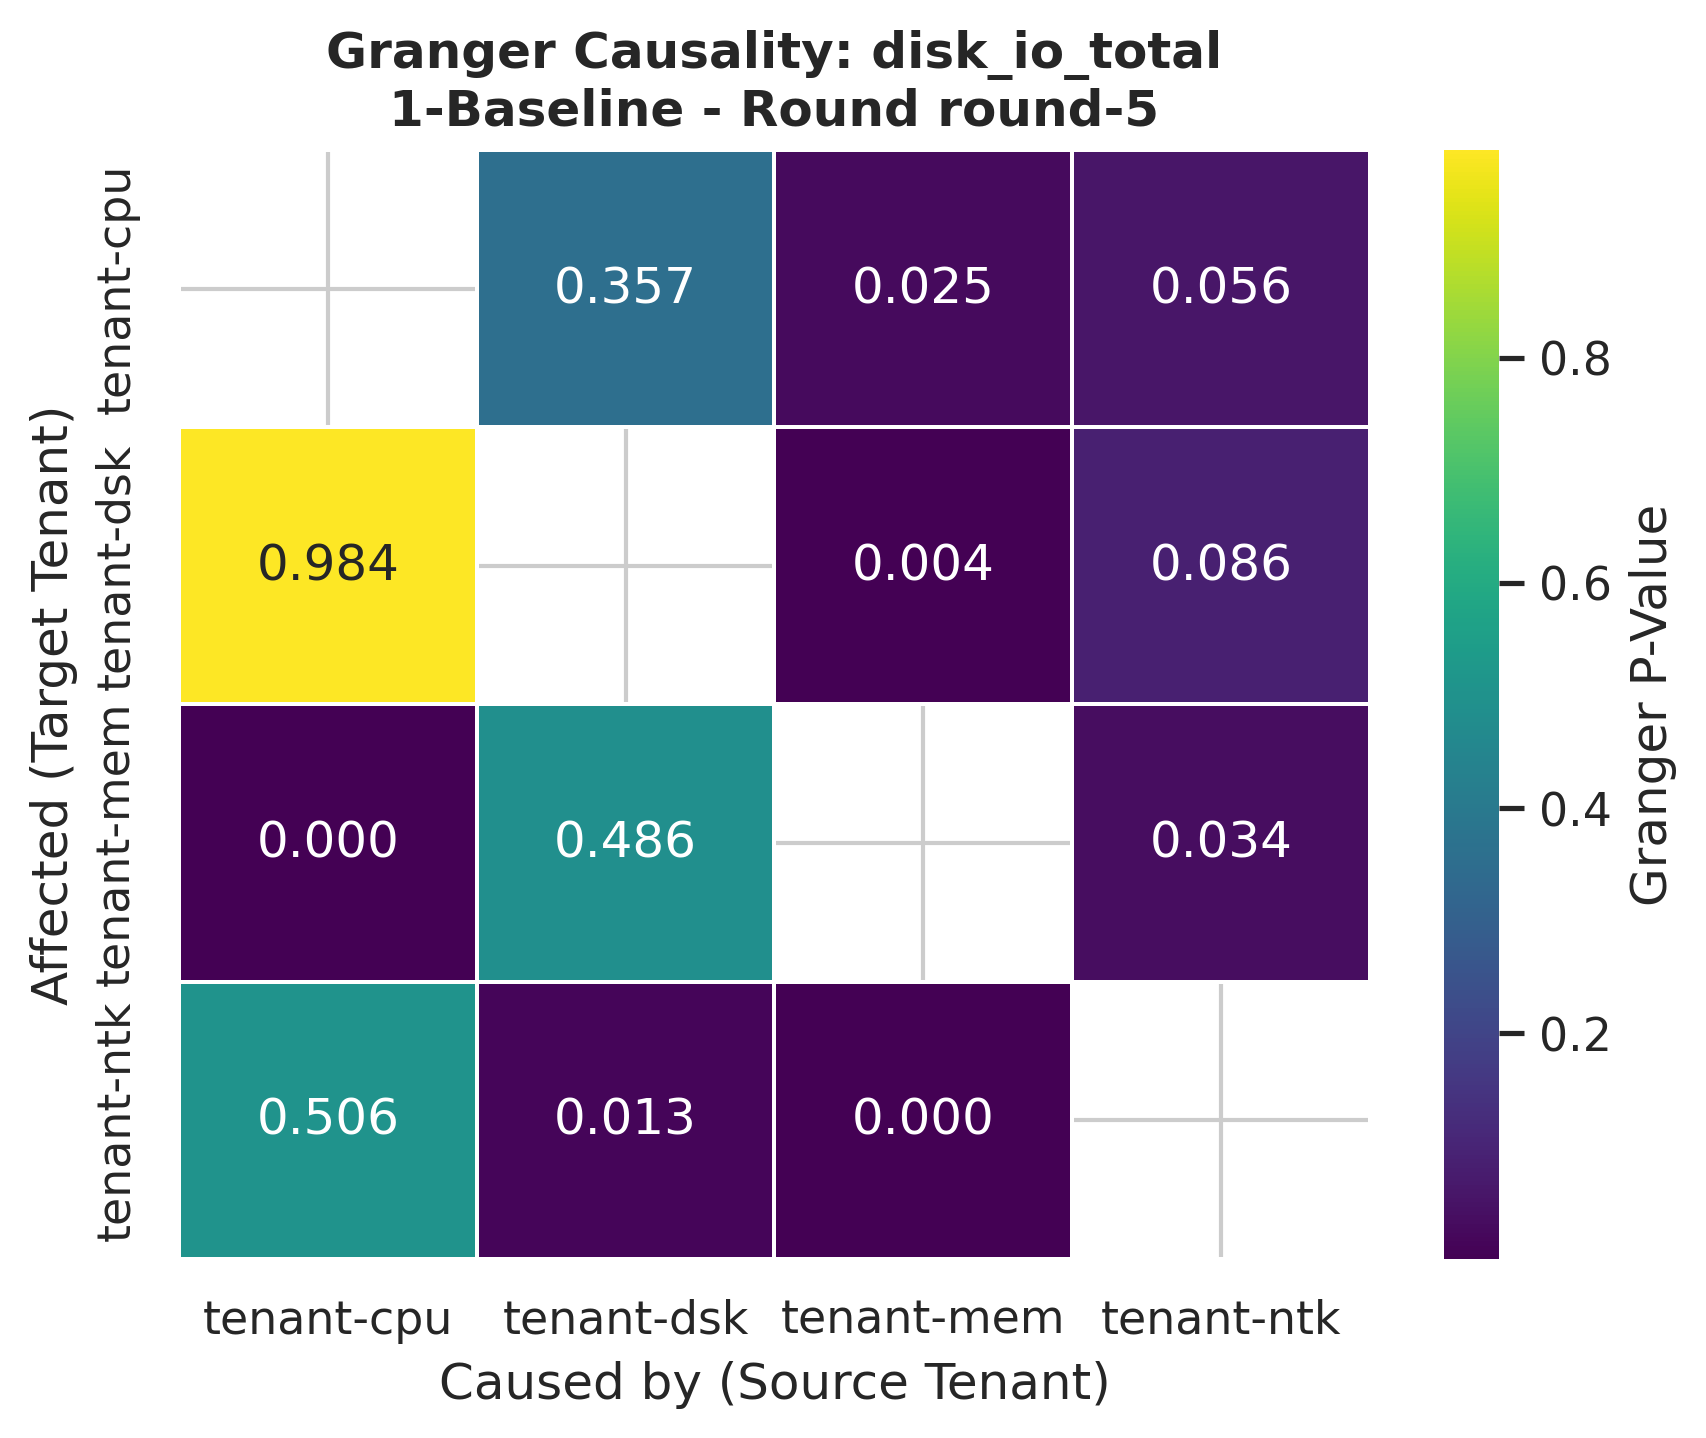 Granger Causality: disk_io_total
1-Baseline - Round round-5
Affected (Target Tenant)
tenant-cpu
0.357
0.025
0.056
tenant-dsk
0.984
0.004
0.086
tenant-mem
0.000
0.486
0.034
tenant-ntk
0.506
0.013
0.000
tenant-cpu
tenant-dsk
tenant-mem
tenant-ntk
Caused by (Source Tenant)
0.8
0.6
0.4
0.2
Granger P-Value